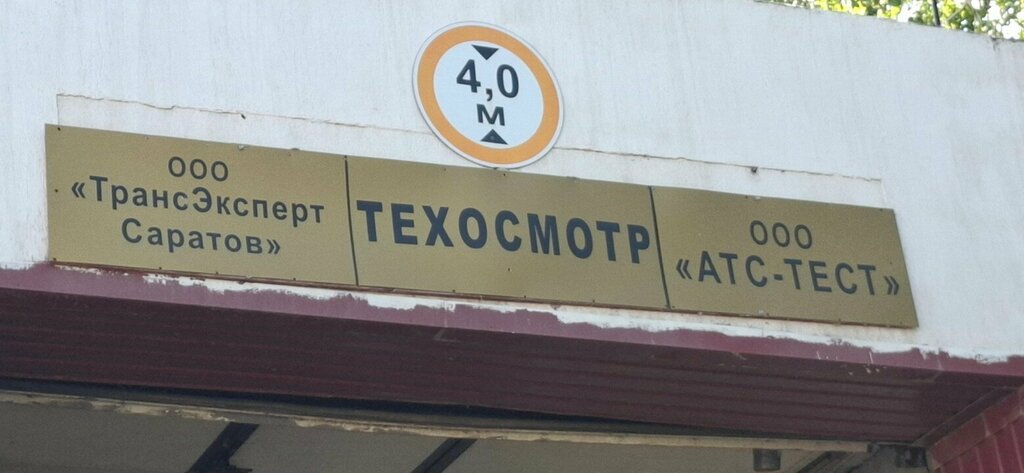 4,0
м
ООО
«ТрансЭксперт
Саратов»
ТЕХОСМОТР
ООО
«АТС-ТЕСТ»